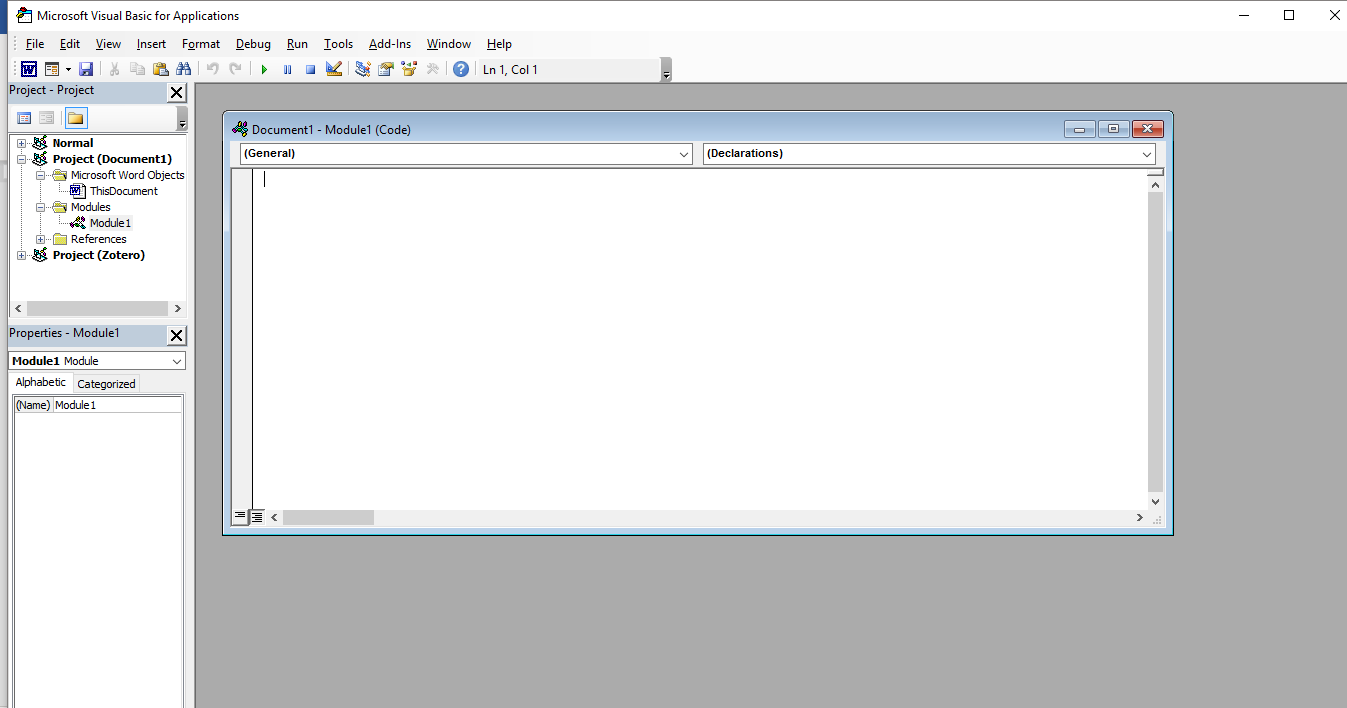 Microsoft Visual Basic for Applications
File Edit View Insert Format Debug Run Tools Add-Ins Window Help
Ln 1, Col 1
Project - Project
Normal
Project (Document1)
Microsoft Word Objects
ThisDocument
Modules
Module1
References
Project (Zotero)
Properties - Module1
Module1 Module
Alphabetic Categorized
(Name) Module1
Document1 - Module1 (Code)
(General) (Declarations)